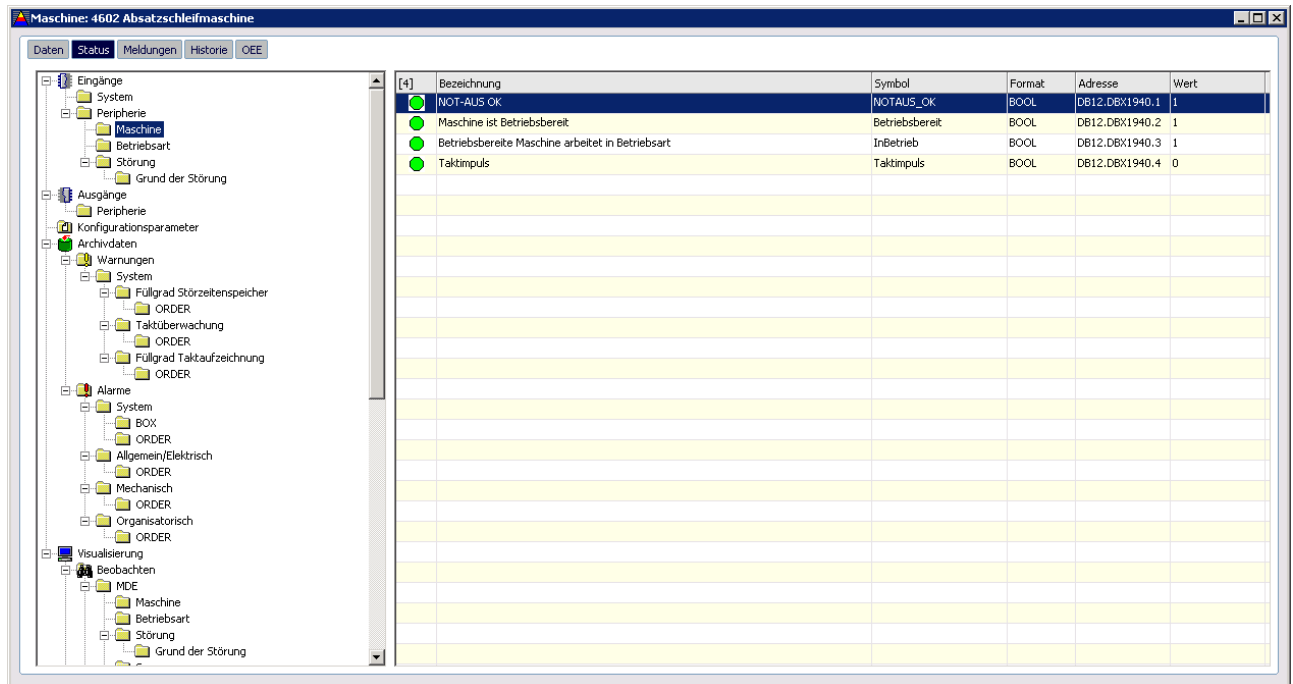 Maschine: 4602 Absatzschleifmaschine
Daten Status Meldungen Historie OEE
Eingänge
System
Peripherie
Maschine
Betriebsart
Störung
Grund der Störung
Ausgänge
Peripherie
Konfigurationsparameter
Archivdaten
Warnungen
System
Füllgrad Störzeitenspeicher
ORDER
Taktüberwachung
ORDER
Füllgrad Taktaufzeichnung
ORDER
Alarme
System
BOX
ORDER
Allgemein/Elektrisch
ORDER
Mechanisch
ORDER
Organisatorisch
ORDER
Visualisierung
Beobachten
MDE
Maschine
Betriebsart
Störung
Grund der Störung
[4] Bezeichnung Symbol Format Adresse Wert
NOT-AUS OK NOTAUS_OK BOOL DB12.DBX1940.1 1
Maschine ist Betriebsbereit Betriebsbereit BOOL DB12.DBX1940.2 1
Betriebsbereite Maschine arbeitet in Betriebsart InBetrieb BOOL DB12.DBX1940.3 1
Taktimpuls Taktimpuls BOOL DB12.DBX1940.4 0